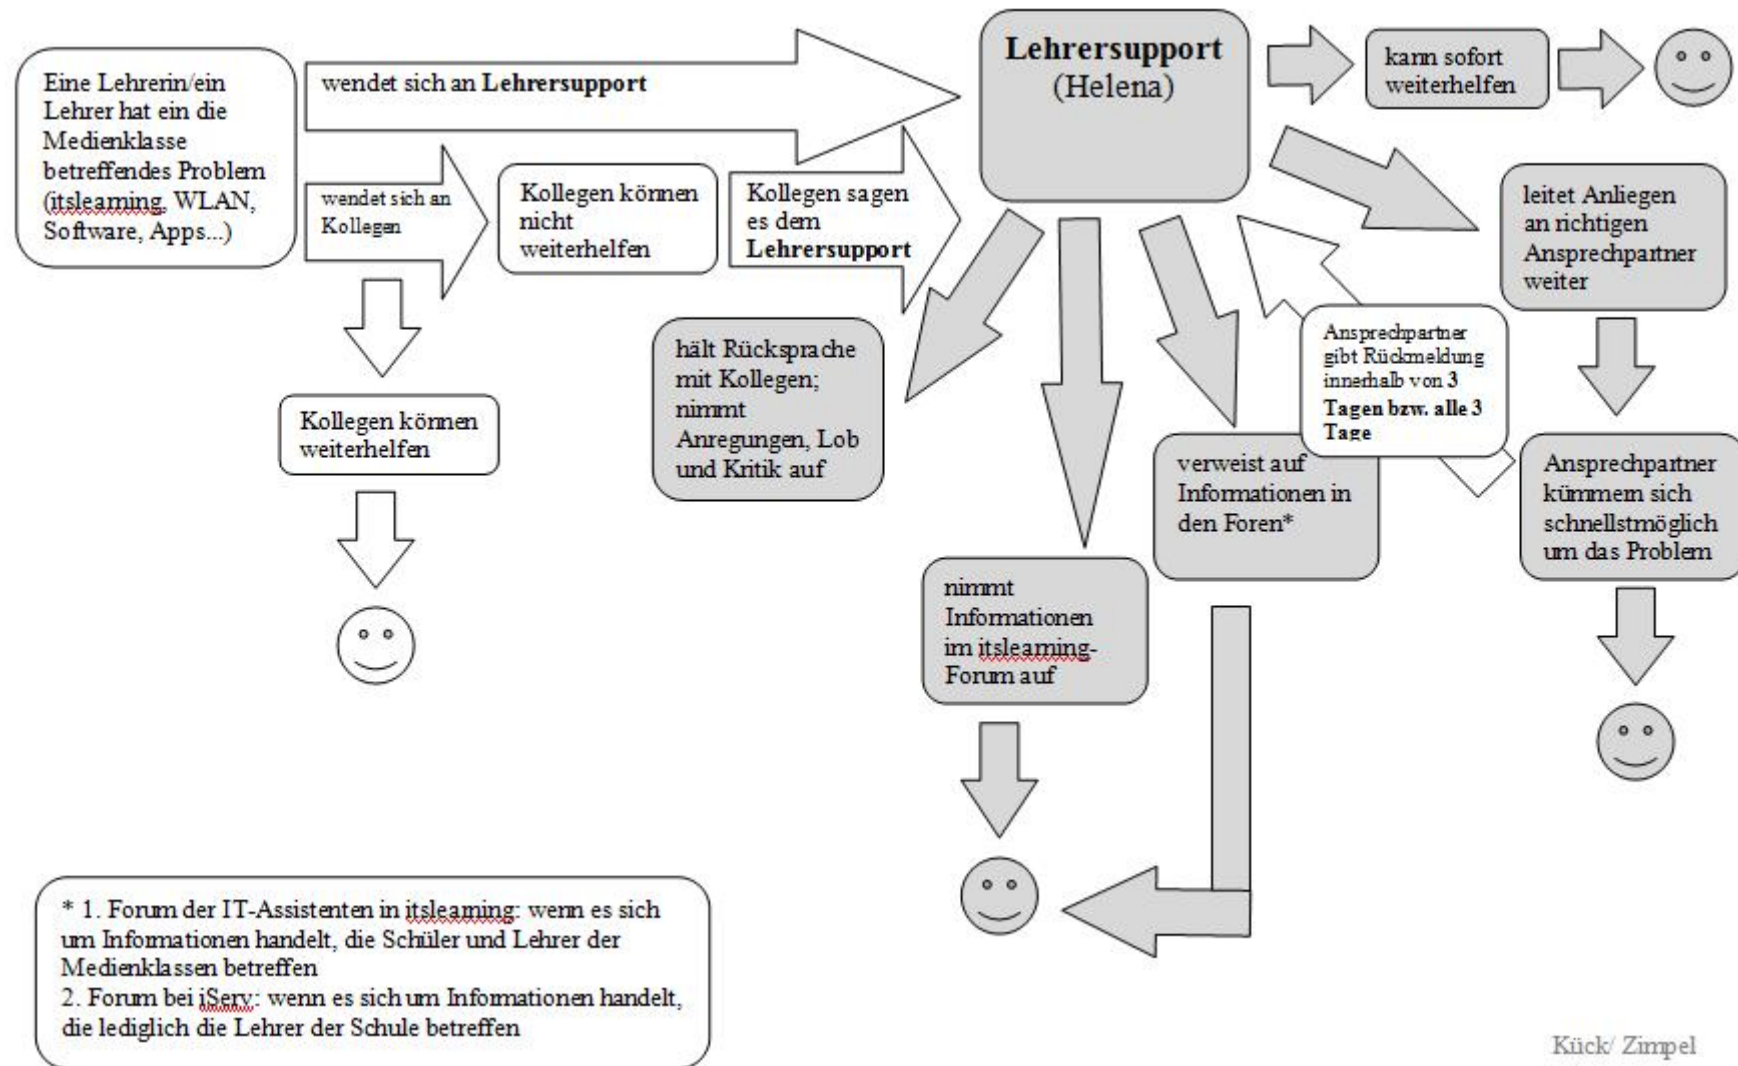 Eine Lehrerin/ein
Lehrer hat ein die
Medienklasse
betreffendes Problem
(itslearning, WLAN,
Software, Apps...)
wendet sich an Lehrersupport
wendet sich an
Kollegen
Kollegen können
nicht
weiterhelfen
Kollegen sagen
es dem
Lehrersupport
Kollegen können
weiterhelfen
Lehrersupport
(Helena)
kann sofort
weiterhelfen
leitet Anliegen
an richtigen
Ansprechpartner
weiter
Ansprechpartner
gibt Rückmeldung
innerhalb von 3
Tagen bzw. alle 3
Tage
Ansprechpartner
kümmern sich
schnellstmöglich
um das Problem
hält Rücksprache
mit Kollegen;
nimmt
Anregungen, Lob
und Kritik auf
verweist auf
Informationen in
den Foren*
nimmt
Informationen
im itslearning-
Forum auf
* 1. Forum der IT-Assistenten in itslearning: wenn es sich
um Informationen handelt, die Schüler und Lehrer der
Medienklassen betreffen
2. Forum bei iServ: wenn es sich um Informationen handelt,
die lediglich die Lehrer der Schule betreffen
Kück/ Zimpel